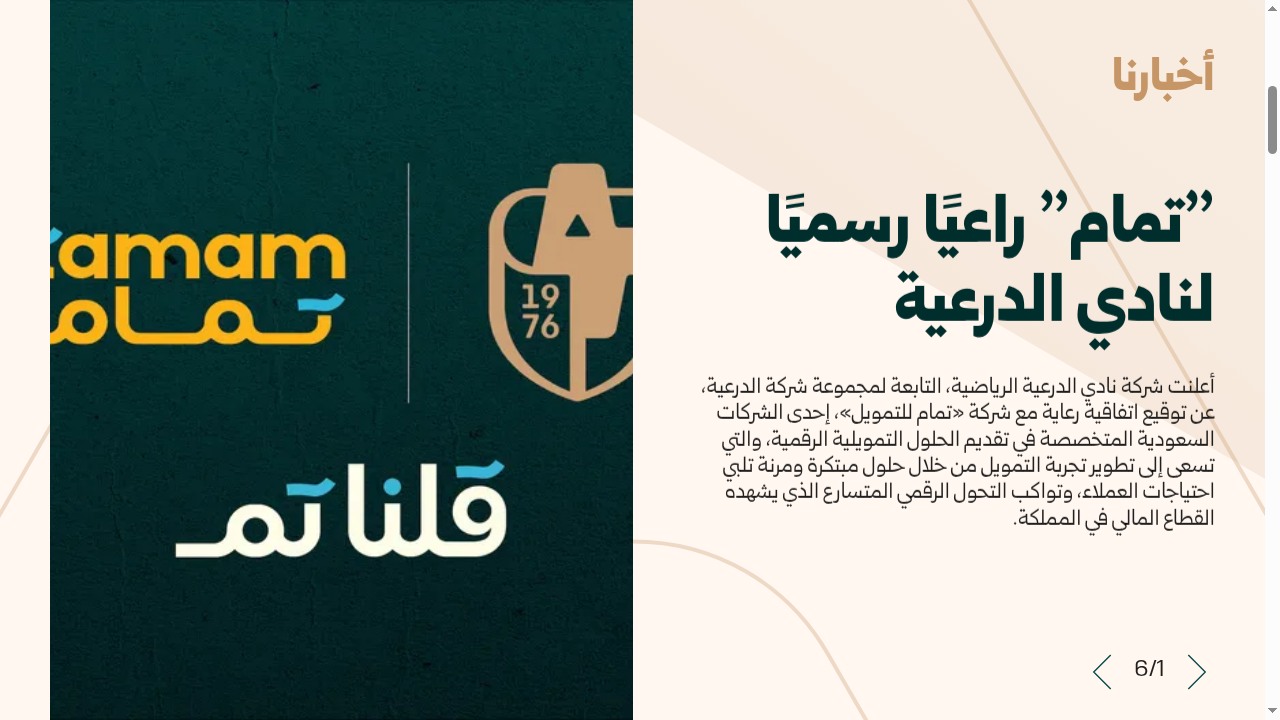 أخبارنا
”تمام” راعيًا رسميًا
لنادي الدرعية
أعلنت شركة نادي الدرعية الرياضية، التابعة لمجموعة شركة الدرعية،
عن توقيع اتفاقية رعاية مع شركة «تمام للتمويل»، إحدى الشركات
السعودية المتخصصة في تقديم الحلول التمويلية الرقمية، والتي
تسعى إلى تطوير تجربة التمويل من خلال حلول مبتكرة ومرنة تلبي
احتياجات العملاء، وتواكب التحول الرقمي المتسارع الذي يشهده
القطاع المالي في المملكة.
6/1
19
76
tamam
تمام
قلنا تم